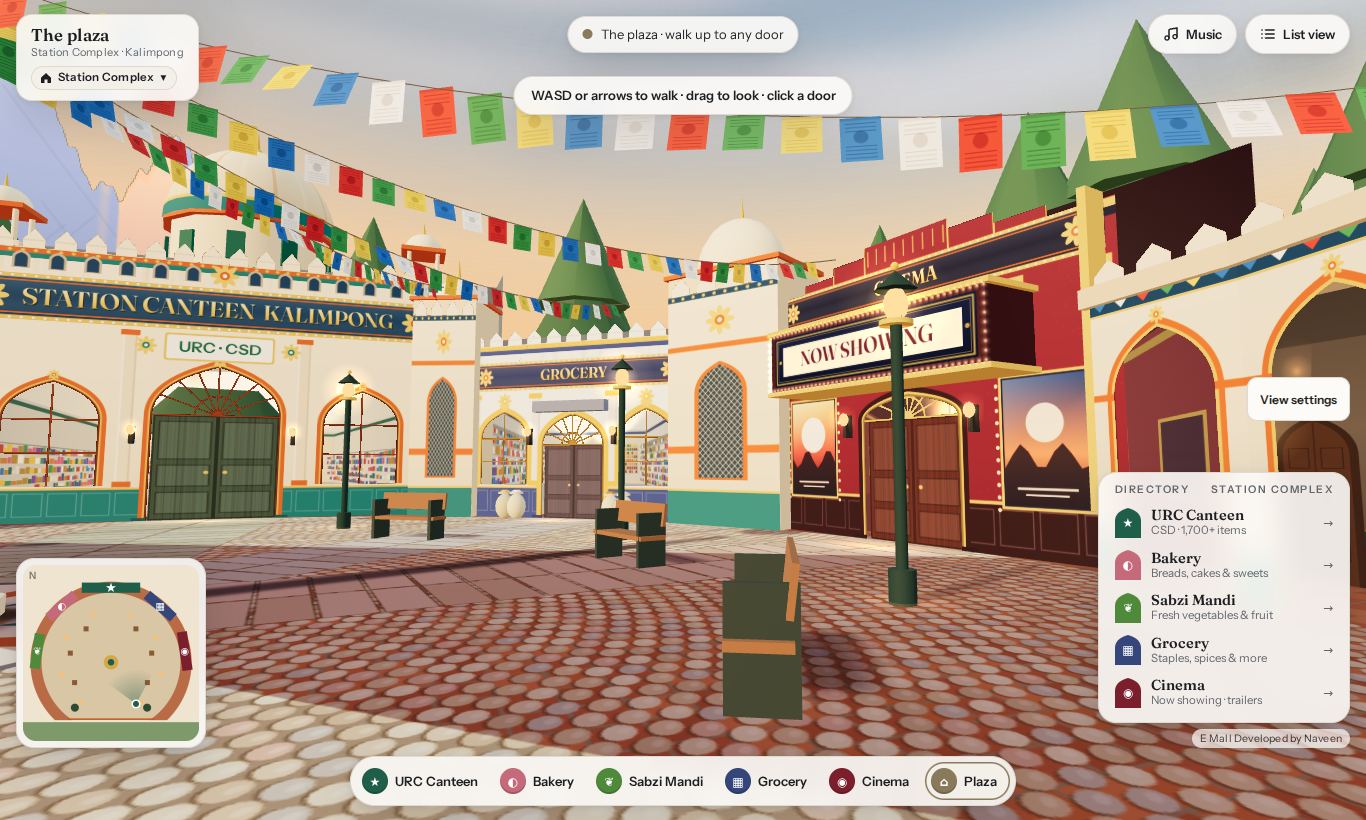 The plaza
Station Complex · Kalimpong
Station Complex ▾
The plaza · walk up to any door
WASD or arrows to walk · drag to look · click a door
Music
List view
STATION CANTEEN KALIMPONG
URC · CSD
GROCERY
NOW SHOWING
View settings
DIRECTORY STATION COMPLEX
URC Canteen
CSD · 1,700+ items
→
Bakery
Breads, cakes & sweets
→
Sabzi Mandi
Fresh vegetables & fruit
→
Grocery
Staples, spices & more
→
Cinema
Now showing · trailers
→
E Mall Developed by Naveen
N
URC Canteen
Bakery
Sabzi Mandi
Grocery
Cinema
Plaza